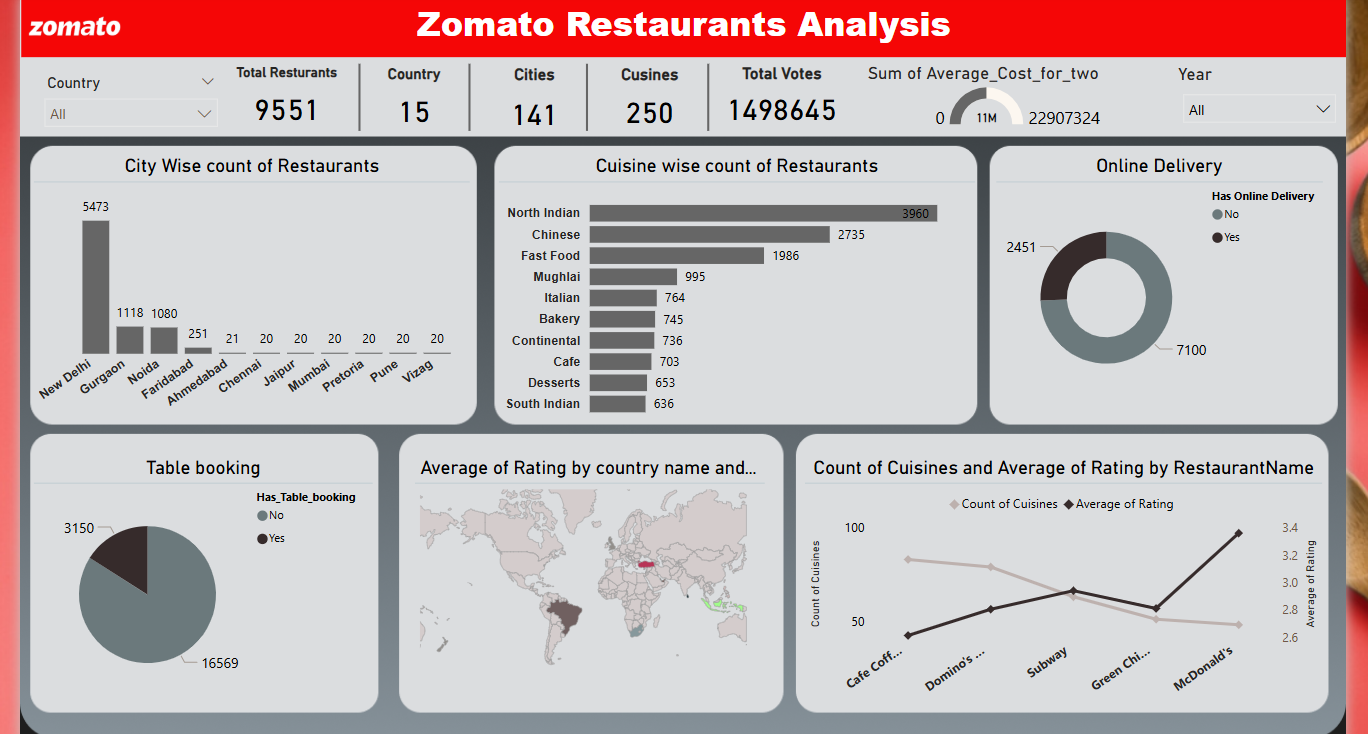 zomato
Zomato Restaurants Analysis
Country
All
Total Resturants
9551
Country
15
Cities
141
Cusines
250
Total Votes
1498645
Sum of Average_Cost_for_two
0
11M
22907324
Year
All
City Wise count of Restaurants
5473
1118
1080
251
21
20
20
20
20
20
20
New Delhi
Gurgaon
Noida
Faridabad
Ahmedabad
Chennai
Jaipur
Mumbai
Pretoria
Pune
Vizag
Cuisine wise count of Restaurants
North Indian 3960
Chinese 2735
Fast Food 1986
Mughlai 995
Italian 764
Bakery 745
Continental 736
Cafe 703
Desserts 653
South Indian 636
Online Delivery
Has Online Delivery
No
Yes
2451
7100
Table booking
Has_Table_booking
No
Yes
3150
16569
Average of Rating by country name and...
Count of Cuisines and Average of Rating by RestaurantName
Count of Cuisines Average of Rating
Count of Cuisines
100
50
3.4
3.2
3.0
2.8
2.6
Average of Rating
Cafe Coff...
Domino's ...
Subway
Green Chi...
McDonald's